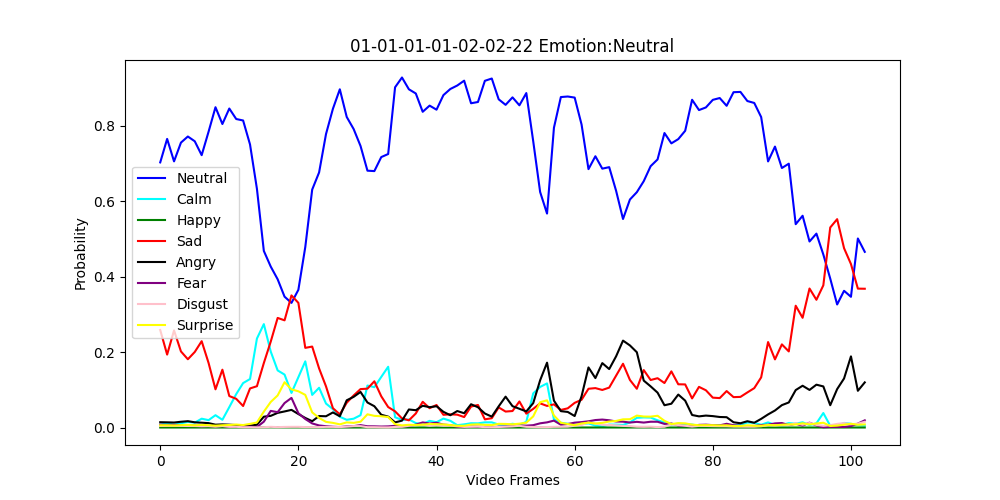 01-01-01-01-02-02-22 Emotion:Neutral
Probability
0.8
0.6
0.4
0.2
0.0
Neutral
Calm
Happy
Sad
Angry
Fear
Disgust
Surprise
0 20 40 60 80 100
Video Frames